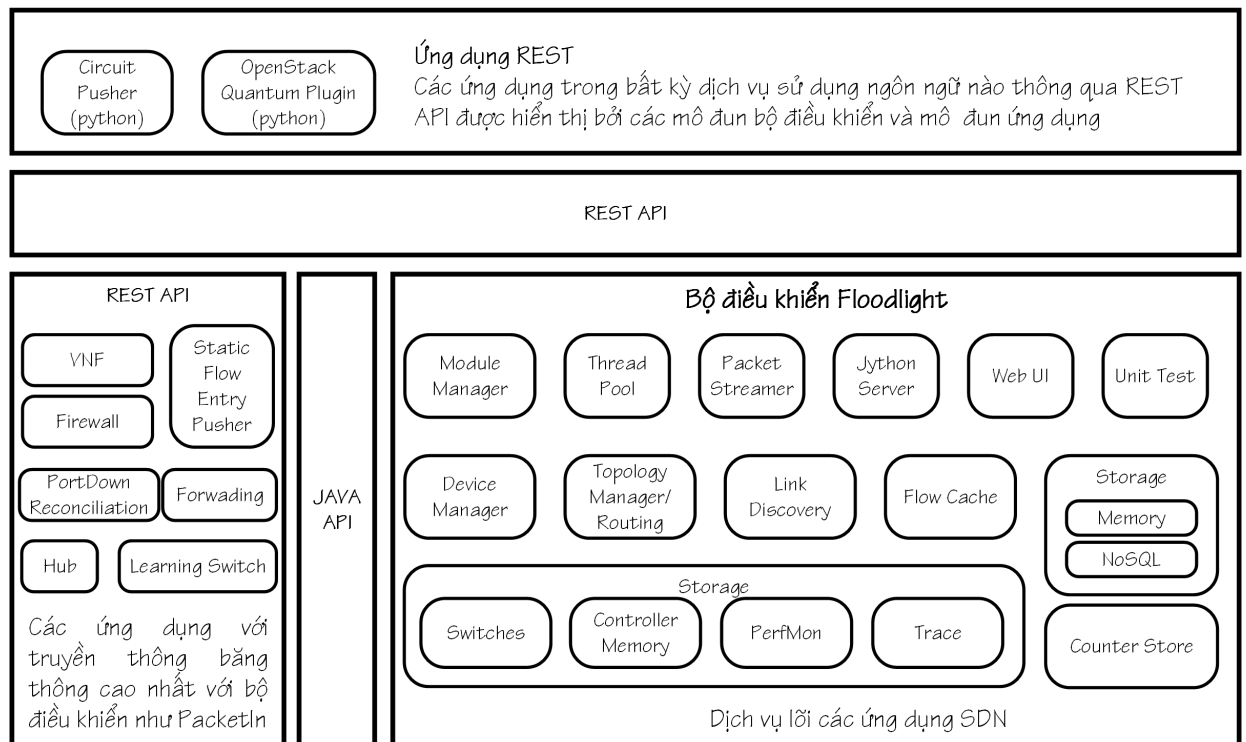 Circuit
Pusher
(python)
OpenStack
Quantum Plugin
(python)
Ứng dụng REST
Các ứng dụng trong bất kỳ dịch vụ sử dụng ngôn ngữ nào thông qua REST
API được hiển thị bởi các mô đun bộ điều khiển và mô đun ứng dụng
REST API
REST API
VNF
Static
Flow
Entry
Pusher
Firewall
PortDown
Reconciliation
Forwading
Hub
Learning Switch
Các ứng dụng với
truyền thông băng
thông cao nhất với bộ
điều khiển như PacketIn
JAVA
API
Bộ điều khiển Floodlight
Module
Manager
Thread
Pool
Packet
Streamer
Jython
Server
Web UI
Unit Test
Device
Manager
Topology
Manager/
Routing
Link
Discovery
Flow Cache
Storage
Memory
NoSQL
Storage
Switches
Controller
Memory
PerfMon
Trace
Counter Store
Dịch vụ lõi các ứng dụng SDN